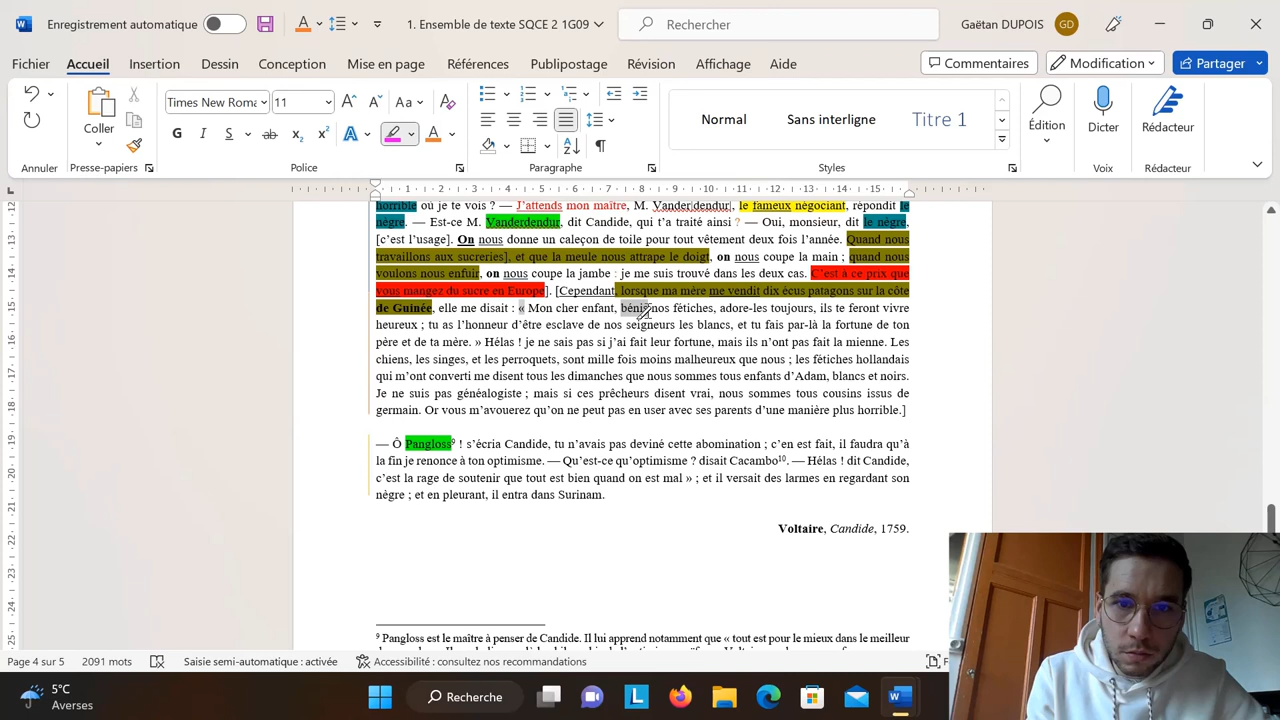 Enregistrement automatique
1. Ensemble de texte SQCE 2 1G09
Rechercher
Gaëtan DUPOIS
GD
Fichier Accueil Insertion Dessin Conception Mise en page Références Publipostage Révision Affichage Aide
Commentaires Modification Partager
Coller
Times New Roma 11
Aa
Normal Sans interligne Titre 1
Édition
Dicter
Rédacteur
Annuler Presse-papiers Police Paragraphe Styles Voix Rédacteur
horrible où je te vois ? — J’attends mon maître, M. Vanderdendur, le fameux négociant, répondit le
nègre. — Est-ce M. Vanderdendur, dit Candide, qui t’a traité ainsi ? — Oui, monsieur, dit le nègre,
[c’est l’usage]. On nous donne un caleçon de toile pour tout vêtement deux fois l’année. Quand nous
travaillons aux sucreries], et que la meule nous attrape le doigt, on nous coupe la main ; quand nous
voulons nous enfuir, on nous coupe la jambe : je me suis trouvé dans les deux cas. C’est à ce prix que
vous mangez du sucre en Europe]. [Cependant, lorsque ma mère me vendit dix écus patagons sur la côte
de Guinée, elle me disait : « Mon cher enfant, bénis nos fétiches, adore-les toujours, ils te feront vivre
heureux ; tu as l’honneur d’être esclave de nos seigneurs les blancs, et tu fais par-là la fortune de ton
père et de ta mère. » Hélas ! je ne sais pas si j’ai fait leur fortune, mais ils n’ont pas fait la mienne. Les
chiens, les singes, et les perroquets, sont mille fois moins malheureux que nous ; les fétiches hollandais
qui m’ont converti me disent tous les dimanches que nous sommes tous enfants d’Adam, blancs et noirs.
Je ne suis pas généalogiste ; mais si ces prêcheurs disent vrai, nous sommes tous cousins issus de
germain. Or vous m’avouerez qu’on ne peut pas en user avec ses parents d’une manière plus horrible.]
— Ô Pangloss⁹ ! s’écria Candide, tu n’avais pas deviné cette abomination ; c’en est fait, il faudra qu’à
la fin je renonce à ton optimisme. — Qu’est-ce qu’optimisme ? disait Cacambo¹⁰. — Hélas ! dit Candide,
c’est la rage de soutenir que tout est bien quand on est mal » ; et il versait des larmes en regardant son
nègre ; et en pleurant, il entra dans Surinam.
Voltaire, Candide, 1759.
⁹ Pangloss est le maître à penser de Candide. Il lui apprend notamment que « tout est pour le mieux dans le meilleur
Page 4 sur 5 2091 mots Saisie semi-automatique : activée Accessibilité : consultez nos recommandations
5°C
Averses
Recherche